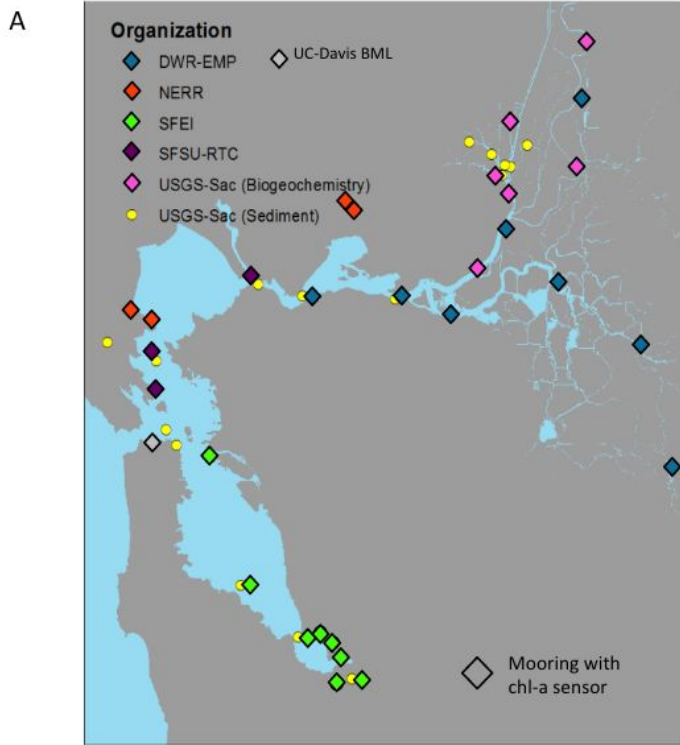 A
Organization
DWR-EMP
UC-Davis BML
NERR
SFEI
SFSU-RTC
USGS-Sac (Biogeochemistry)
USGS-Sac (Sediment)
Mooring with
chl-a sensor